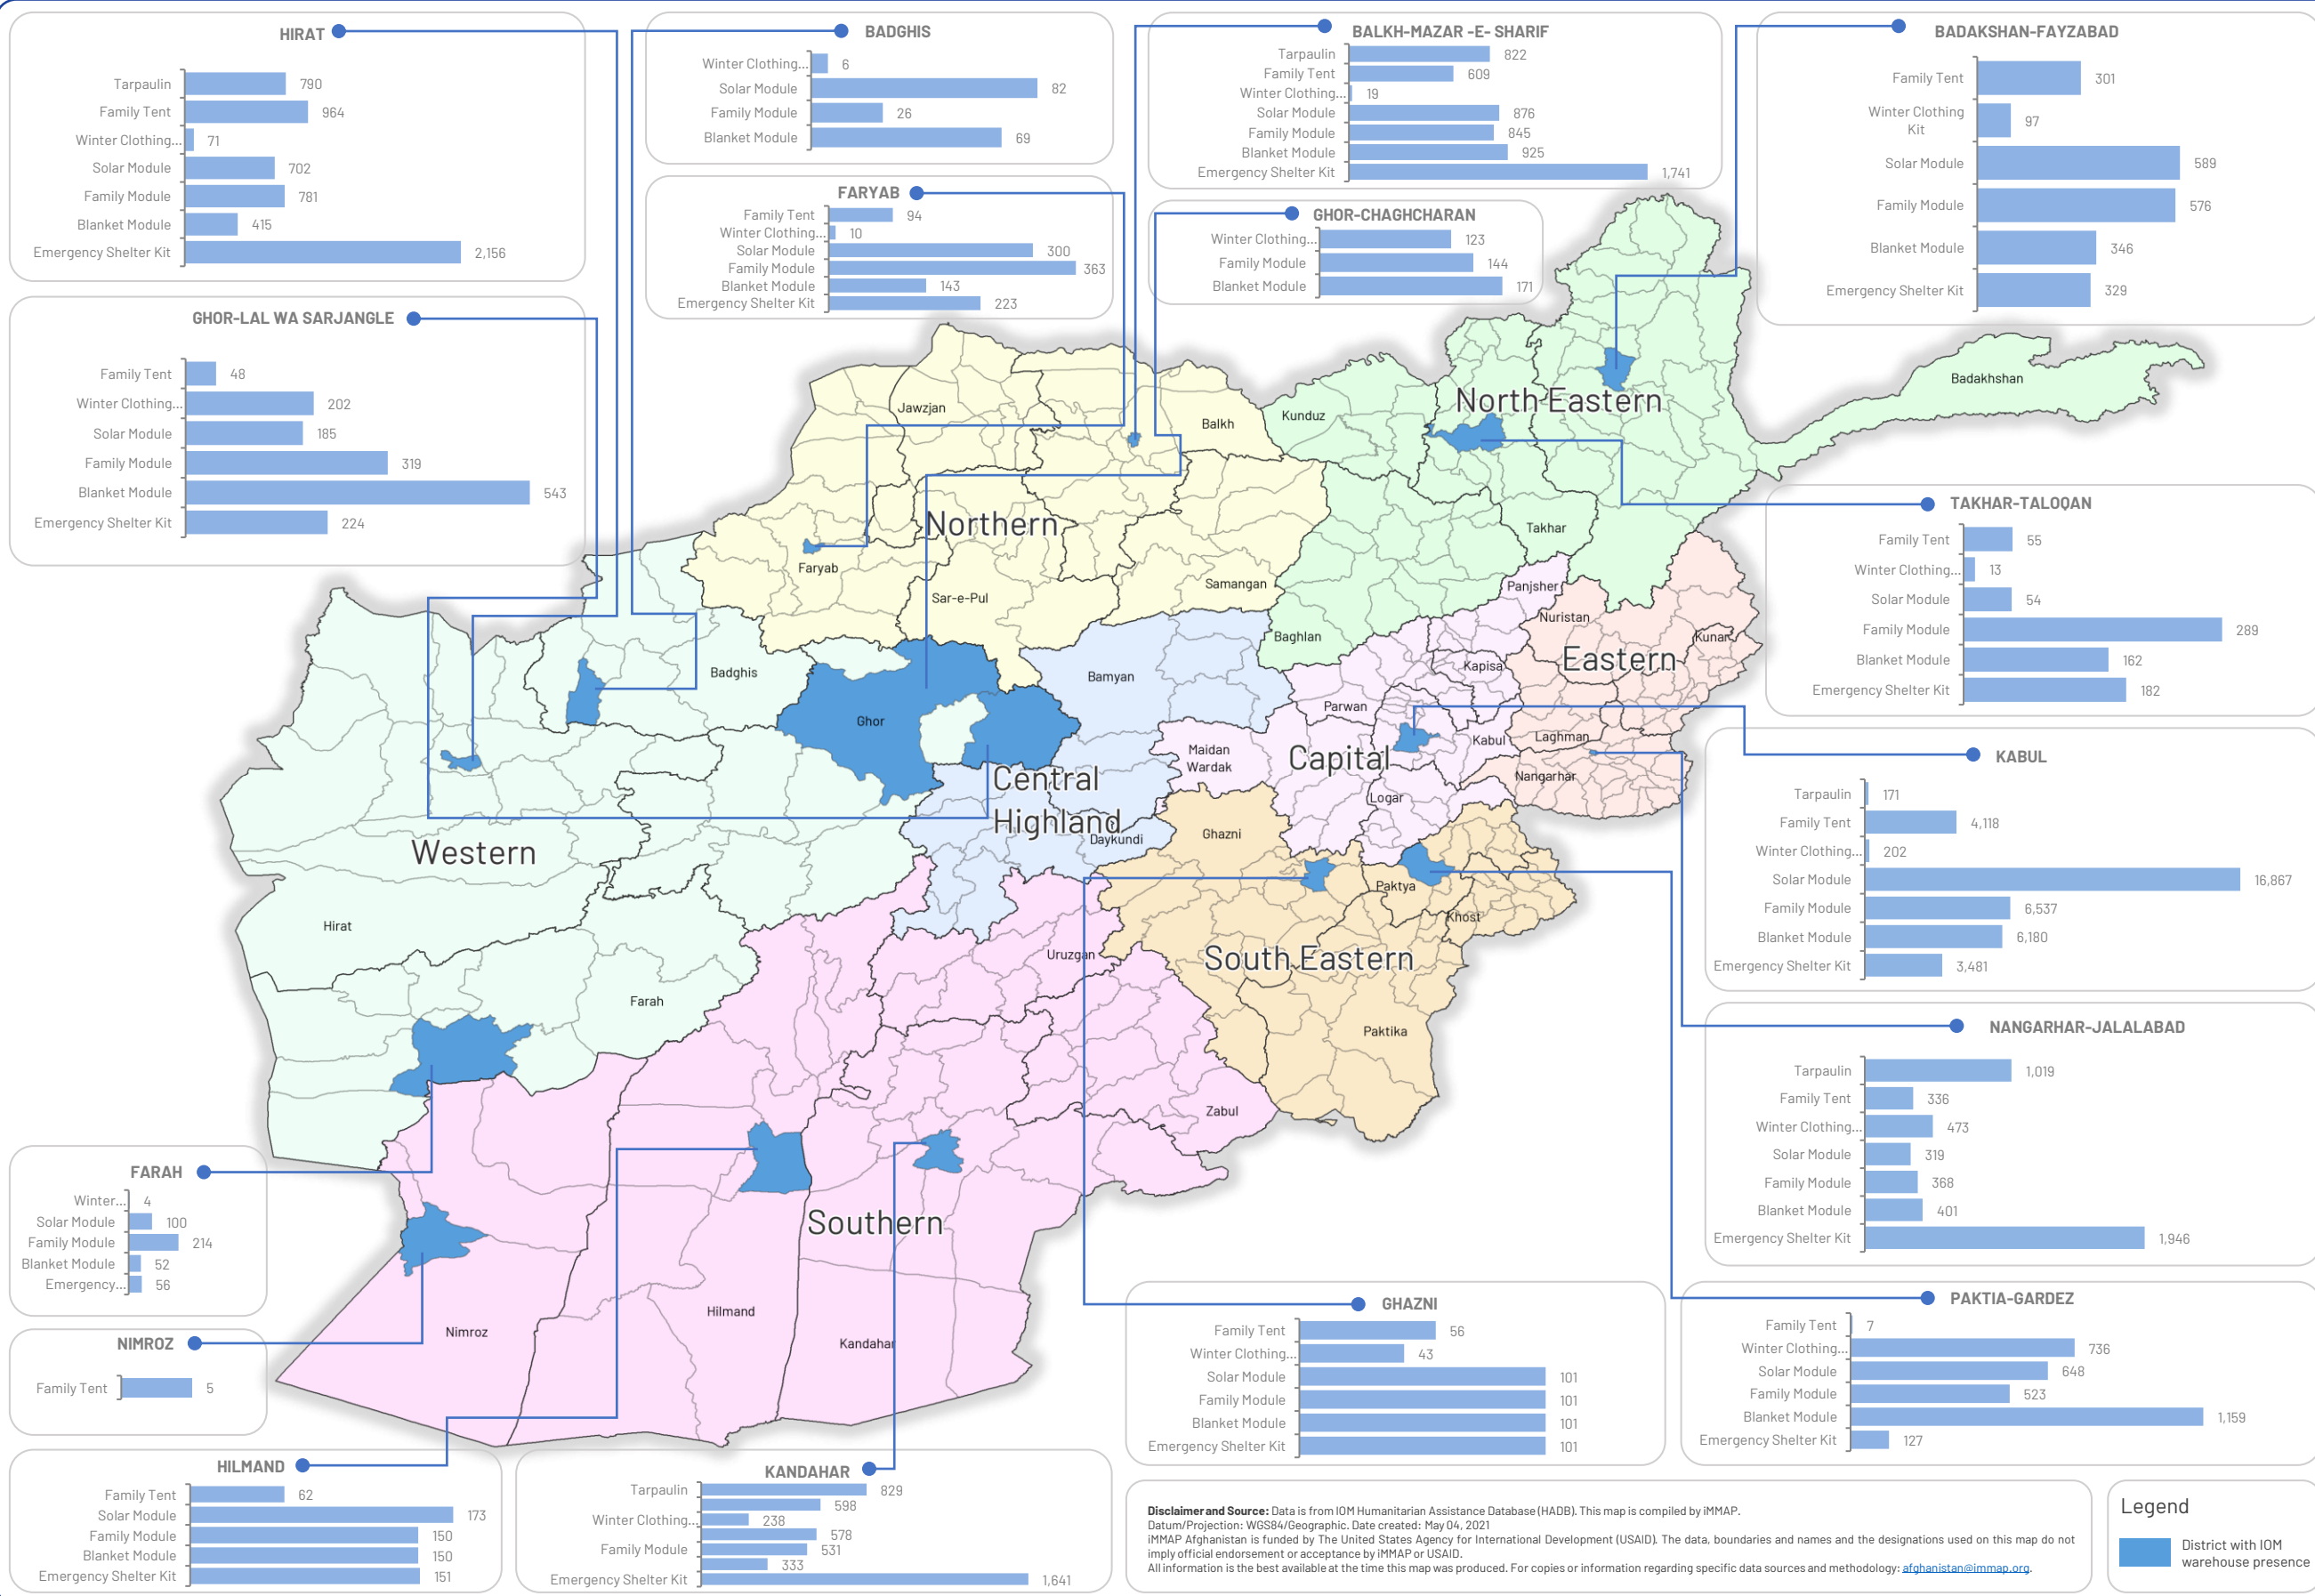 HIRAT
Tarpaulin 790
Family Tent 964
Winter Clothing... 71
Solar Module 702
Family Module 781
Blanket Module 415
Emergency Shelter Kit 2,156
BADGHIS
Winter Clothing... 6
Solar Module 82
Family Module 26
Blanket Module 69
BALKH-MAZAR -E- SHARIF
Tarpaulin 822
Family Tent 609
Winter Clothing... 19
Solar Module 876
Family Module 845
Blanket Module 925
Emergency Shelter Kit 1,741
BADAKSHAN-FAYZABAD
Family Tent 301
Winter Clothing
Kit 97
Solar Module 589
Family Module 576
Blanket Module 346
Emergency Shelter Kit 329
FARYAB
Family Tent 94
Winter Clothing... 10
Solar Module 300
Family Module 363
Blanket Module 143
Emergency Shelter Kit 223
GHOR-CHAGHCHARAN
Winter Clothing... 123
Family Module 144
Blanket Module 171
GHOR-LAL WA SARJANGLE
Family Tent 48
Winter Clothing... 202
Solar Module 185
Family Module 319
Blanket Module 543
Emergency Shelter Kit 224
Badakhshan
North Eastern
Jawzjan
Kunduz
Balkh
Northern
Takhar
Faryab
Samangan
Panjsher
Sar-e-Pul
Nuristan
Baghlan
Kunar
Eastern
Kapisa
Badghis
Bamyan
Parwan
Ghor
Laghman
Kabul
Maidan
Wardak
Capital
Central
Highland
Nangarhar
Logar
Ghazni
Daykundi
Western
Paktya
Khost
Hirat
Uruzgan
South Eastern
Farah
Paktika
Zabul
Southern
Hilmand
Nimroz
Kandahar
TAKHAR-TALOQAN
Family Tent 55
Winter Clothing... 13
Solar Module 54
Family Module 289
Blanket Module 162
Emergency Shelter Kit 182
KABUL
Tarpaulin 171
Family Tent 4,118
Winter Clothing... 202
Solar Module 16,867
Family Module 6,537
Blanket Module 6,180
Emergency Shelter Kit 3,481
NANGARHAR-JALALABAD
Tarpaulin 1,019
Family Tent 336
Winter Clothing... 473
Solar Module 319
Family Module 368
Blanket Module 401
Emergency Shelter Kit 1,946
FARAH
Winter... 4
Solar Module 100
Family Module 214
Blanket Module 52
Emergency... 56
NIMROZ
Family Tent 5
GHAZNI
Family Tent 56
Winter Clothing... 43
Solar Module 101
Family Module 101
Blanket Module 101
Emergency Shelter Kit 101
PAKTIA-GARDEZ
Family Tent 7
Winter Clothing... 736
Solar Module 648
Family Module 523
Blanket Module 1,159
Emergency Shelter Kit 127
HILMAND
Family Tent 62
Solar Module 173
Family Module 150
Blanket Module 150
Emergency Shelter Kit 151
KANDAHAR
Tarpaulin 829
598
Winter Clothing... 238
578
Family Module 531
333
Emergency Shelter Kit 1,641
Disclaimer and Source: Data is from IOM Humanitarian Assistance Database (HADB). This map is compiled by iMMAP.
Datum/Projection: WGS84/Geographic. Date created: May 04, 2021
iMMAP Afghanistan is funded by The United States Agency for International Development (USAID). The data, boundaries and names and the designations used on this map do not
imply official endorsement or acceptance by iMMAP or USAID.
All information is the best available at the time this map was produced. For copies or information regarding specific data sources and methodology: afghanistan@immap.org.
Legend
District with IOM
warehouse presence